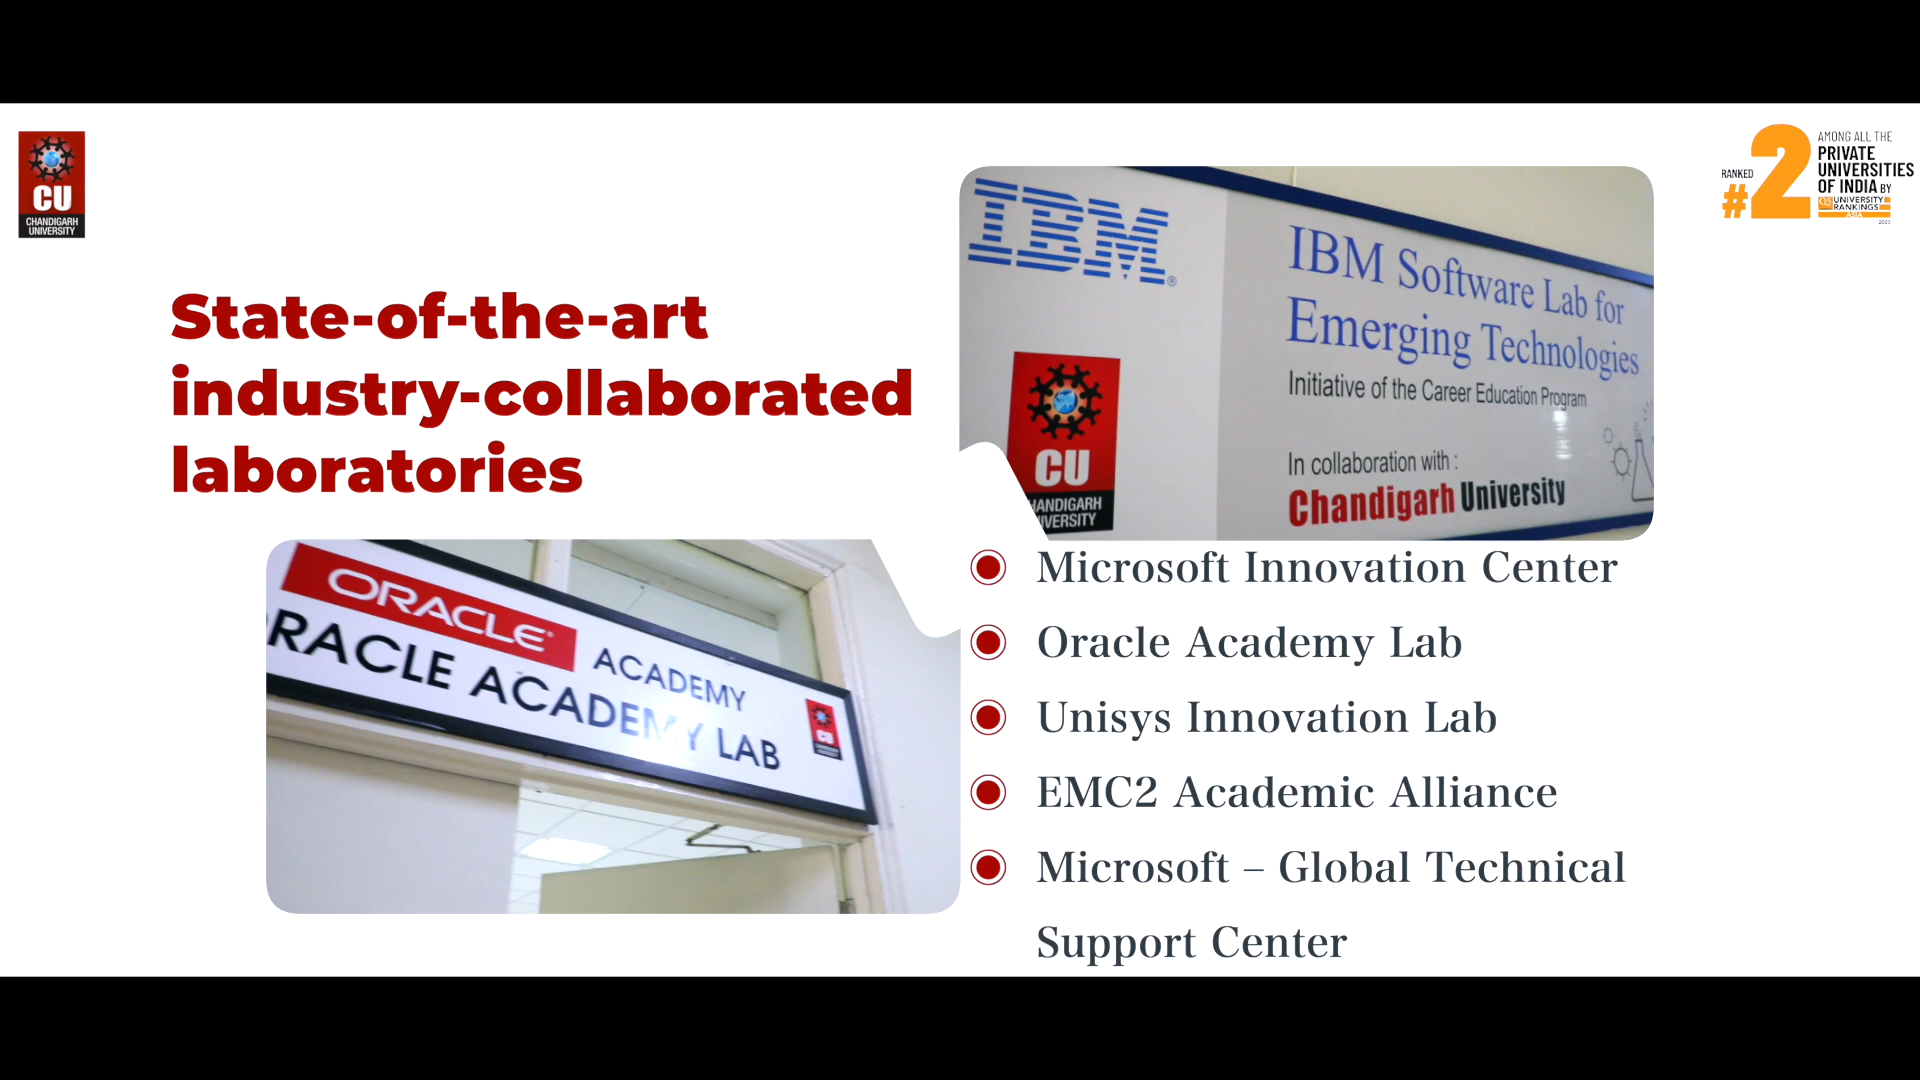 CU
CHANDIGARH
UNIVERSITY
RANKED
#2
AMONG ALL THE
PRIVATE
UNIVERSITIES
OF INDIA BY
QS UNIVERSITY
RANKINGS
ASIA
State-of-the-art
industry-collaborated
laboratories
IBM®
IBM Software Lab for
Emerging Technologies
Initiative of the Career Education Program
In collaboration with :
Chandigarh University
CU
HANDIGARH
IVERSITY
ORACLE®
ACADEMY
RACLE ACADEMY LAB
CU
Microsoft Innovation Center
Oracle Academy Lab
Unisys Innovation Lab
EMC2 Academic Alliance
Microsoft – Global Technical
Support Center